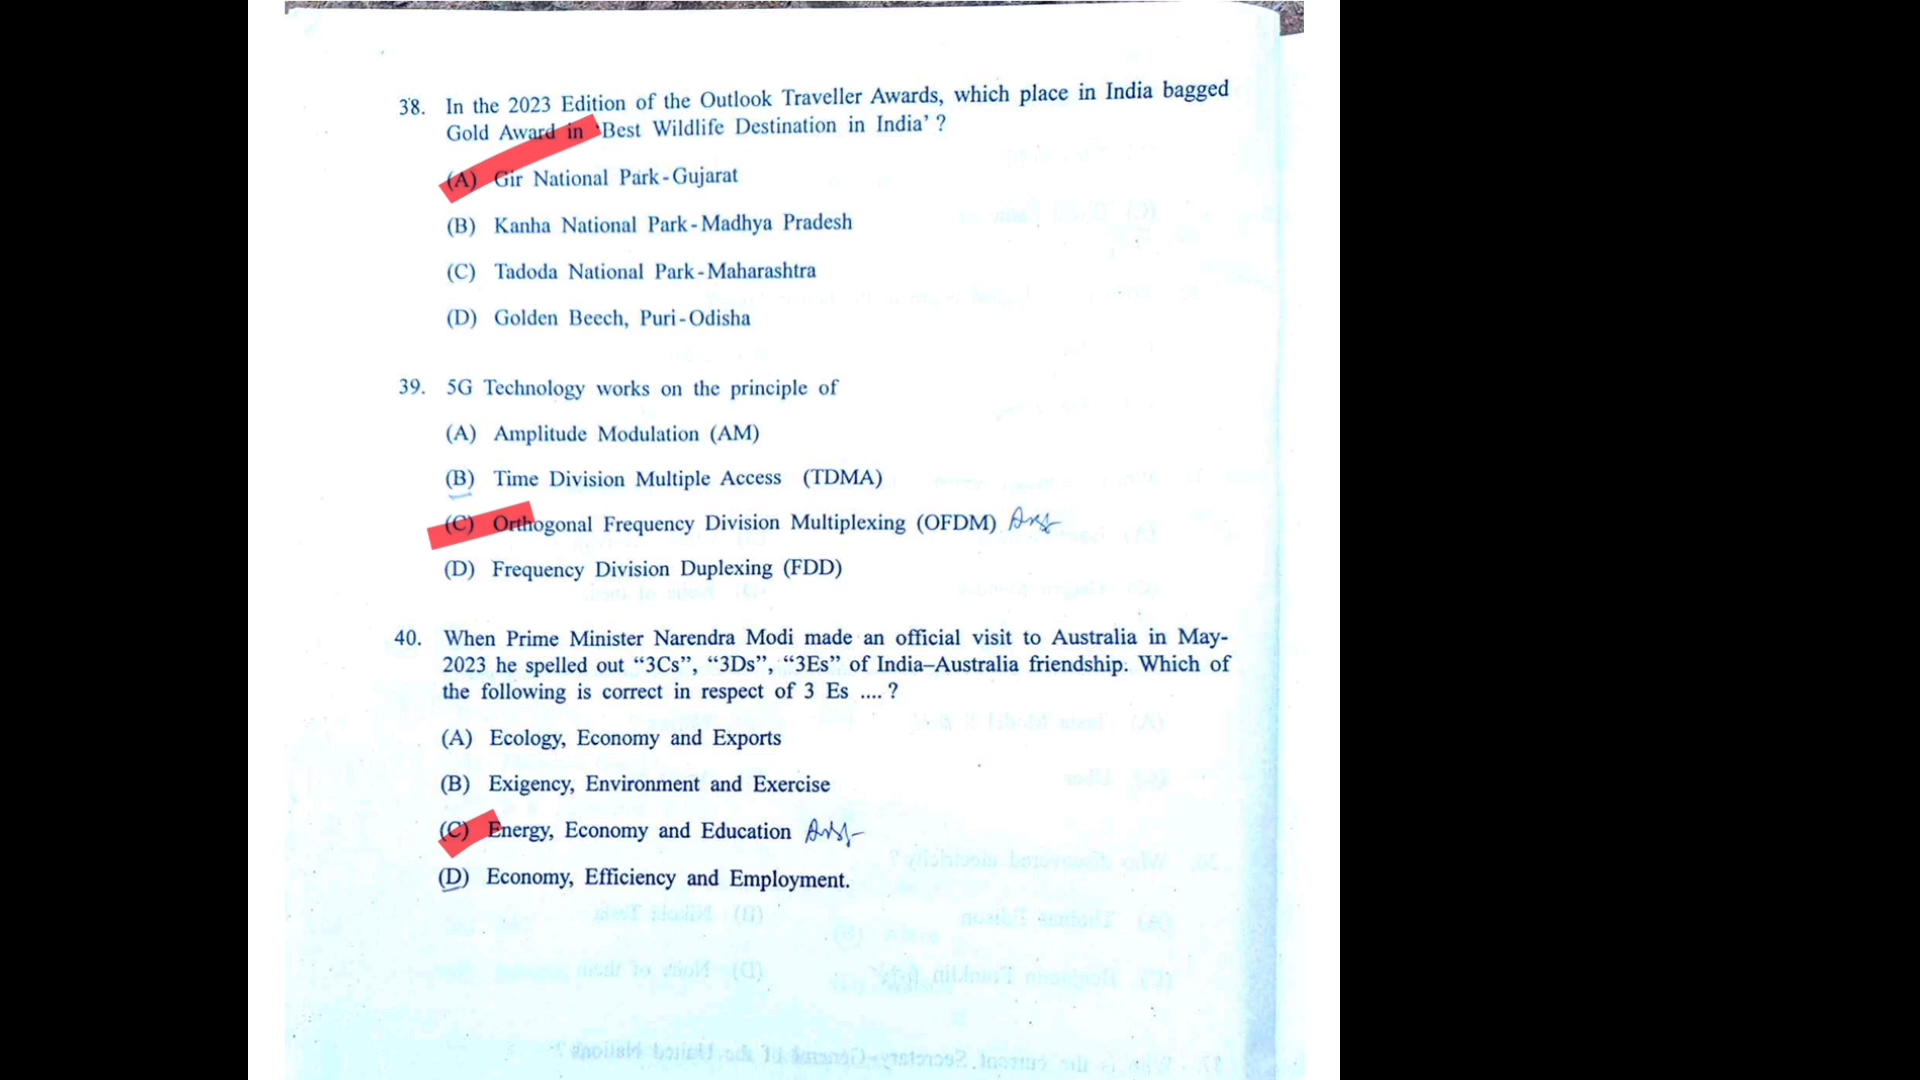 38. In the 2023 Edition of the Outlook Traveller Awards, which place in India bagged
Gold Award in 'Best Wildlife Destination in India' ?
(A) Gir National Park-Gujarat
(B) Kanha National Park-Madhya Pradesh
(C) Tadoda National Park-Maharashtra
(D) Golden Beech, Puri-Odisha
39. 5G Technology works on the principle of
(A) Amplitude Modulation (AM)
(B) Time Division Multiple Access (TDMA)
(C) Orthogonal Frequency Division Multiplexing (OFDM) Ans
(D) Frequency Division Duplexing (FDD)
40. When Prime Minister Narendra Modi made an official visit to Australia in May-
2023 he spelled out “3Cs”, “3Ds”, “3Es” of India–Australia friendship. Which of
the following is correct in respect of 3 Es .... ?
(A) Ecology, Economy and Exports
(B) Exigency, Environment and Exercise
(C) Energy, Economy and Education Ans
(D) Economy, Efficiency and Employment.